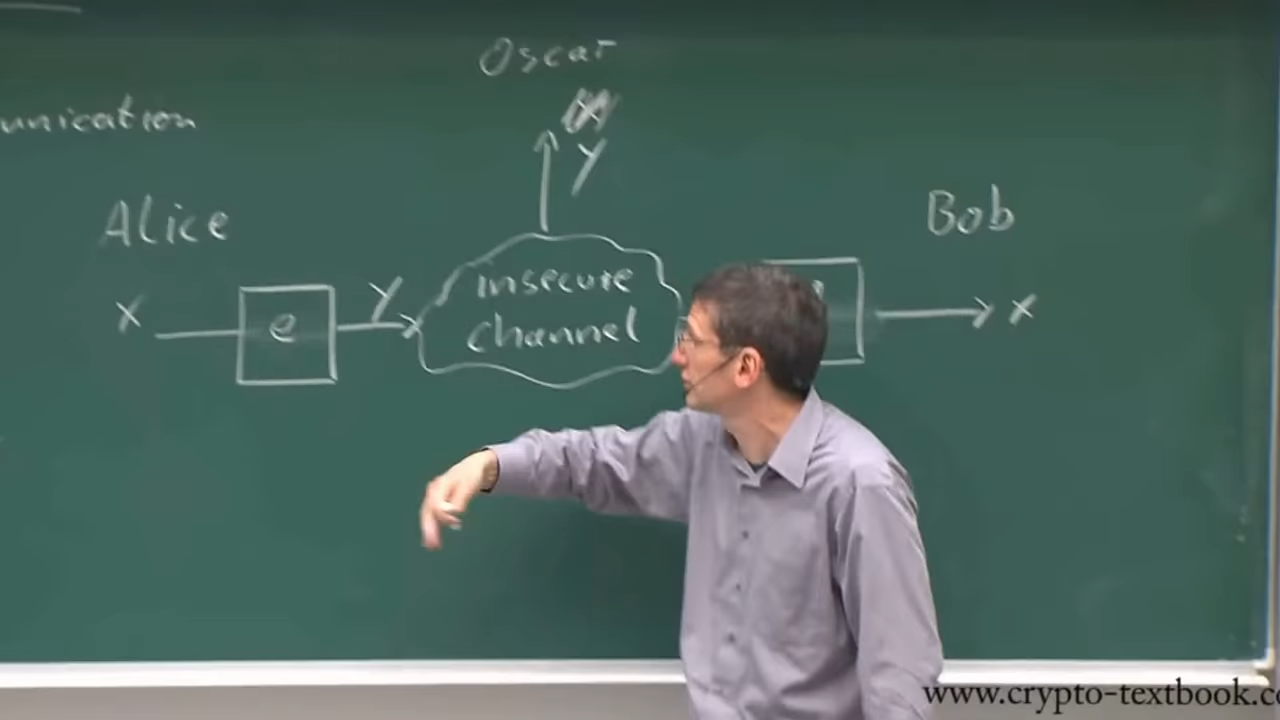 Oscar
y
unication
Alice
Bob
x
e
y
insecure
channel
x
www.crypto-textbook.co